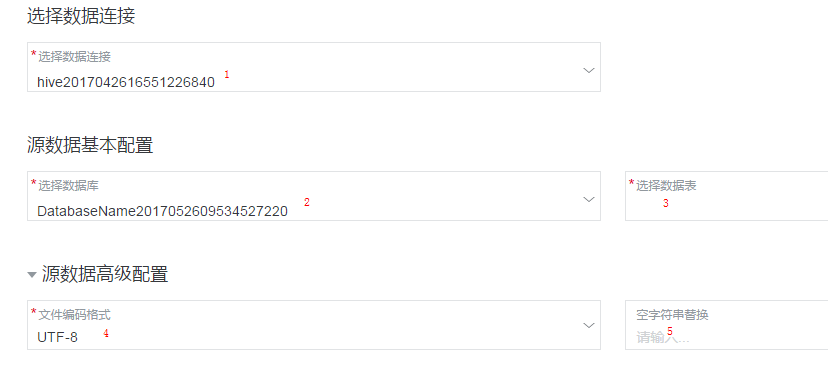 选择数据连接
* 选择数据连接
hive2017042616551226840 1
源数据基本配置
* 选择数据库
DatabaseName2017052609534527220 2
* 选择数据表
3
源数据高级配置
* 文件编码格式
UTF-8 4
空字符串替换
请输入... 5